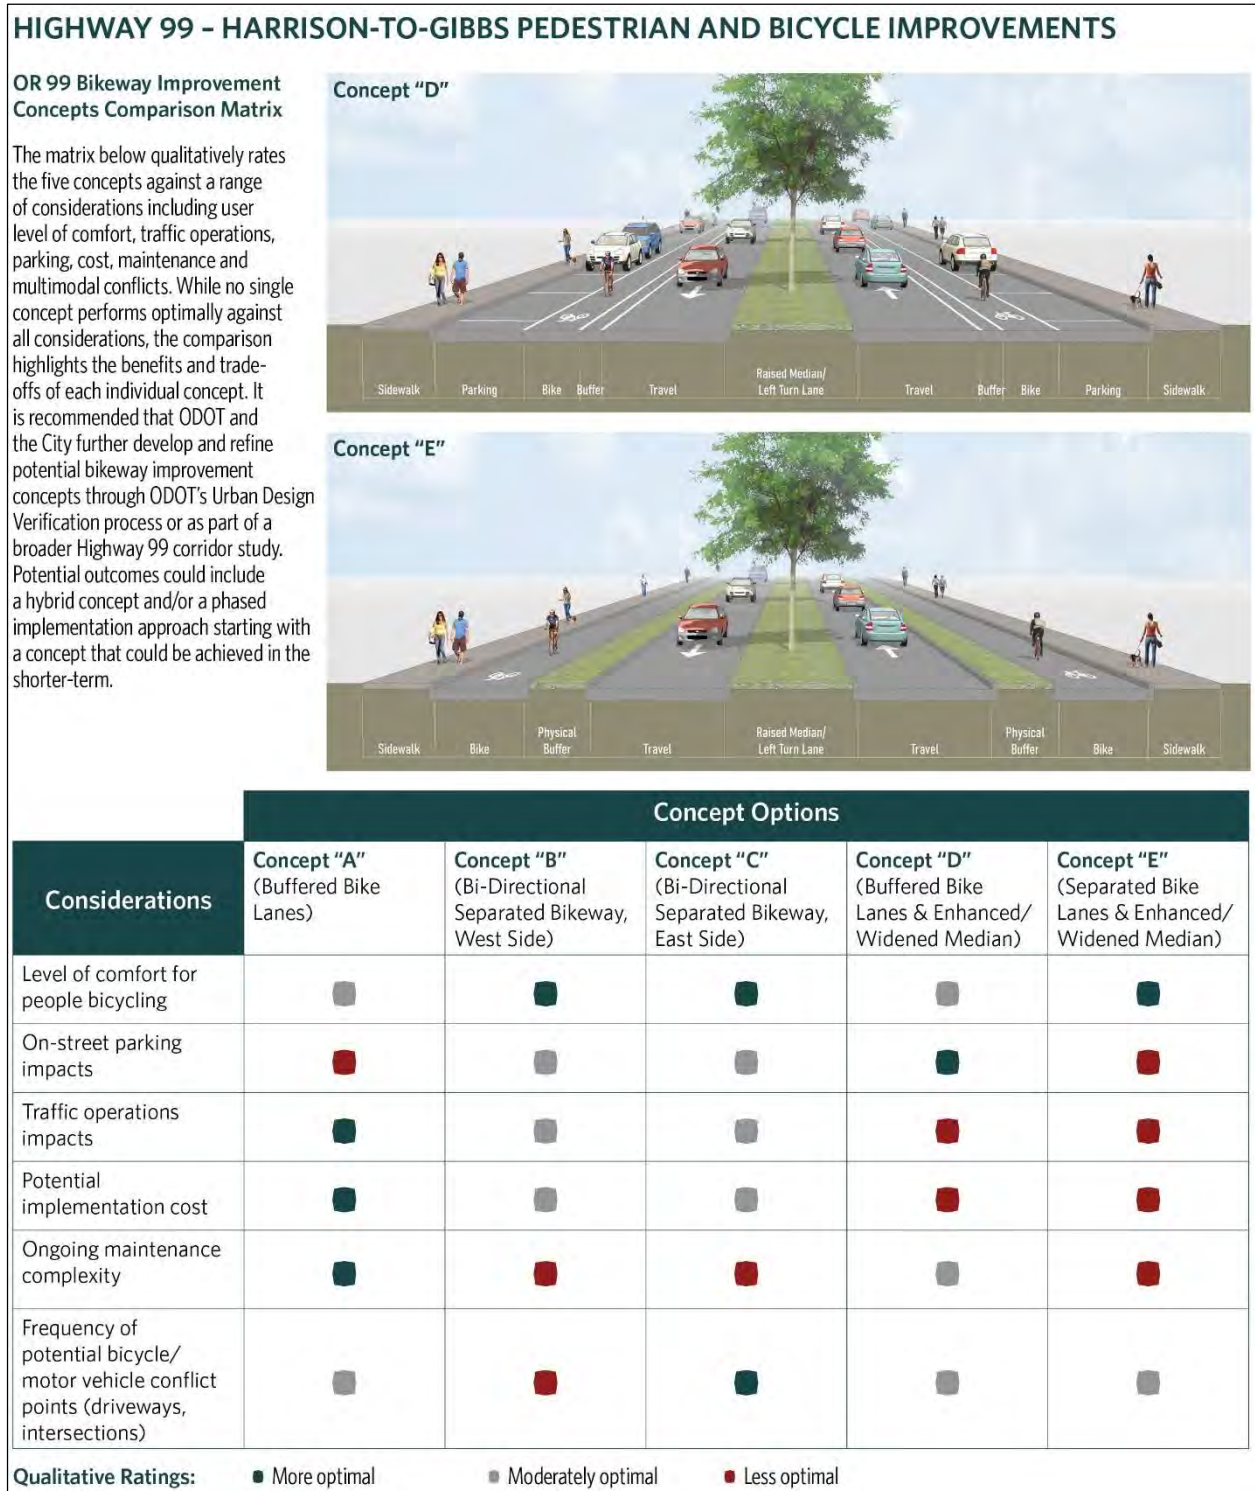 HIGHWAY 99 – HARRISON-TO-GIBBS PEDESTRIAN AND BICYCLE IMPROVEMENTS
OR 99 Bikeway Improvement
Concepts Comparison Matrix
The matrix below qualitatively rates
the five concepts against a range
of considerations including user
level of comfort, traffic operations,
parking, cost, maintenance and
multimodal conflicts. While no single
concept performs optimally against
all considerations, the comparison
highlights the benefits and trade-
offs of each individual concept. It
is recommended that ODOT and
the City further develop and refine
potential bikeway improvement
concepts through ODOT's Urban Design
Verification process or as part of a
broader Highway 99 corridor study.
Potential outcomes could include
a hybrid concept and/or a phased
implementation approach starting with
a concept that could be achieved in the
shorter-term.
Concept "D"
Sidewalk Parking Bike Buffer Travel Raised Median/ Travel Buffer Bike Parking Sidewalk
Left Turn Lane
Concept "E"
Sidewalk Bike Physical Travel Raised Median/ Travel Physical Bike Sidewalk
Buffer Left Turn Lane Buffer
Concept Options
Considerations
Concept "A"
(Buffered Bike
Lanes)
Concept "B"
(Bi-Directional
Separated Bikeway,
West Side)
Concept "C"
(Bi-Directional
Separated Bikeway,
East Side)
Concept "D"
(Buffered Bike
Lanes & Enhanced/
Widened Median)
Concept "E"
(Separated Bike
Lanes & Enhanced/
Widened Median)
Level of comfort for
people bicycling
On-street parking
impacts
Traffic operations
impacts
Potential
implementation cost
Ongoing maintenance
complexity
Frequency of
potential bicycle/
motor vehicle conflict
points (driveways,
intersections)
Qualitative Ratings: More optimal Moderately optimal Less optimal